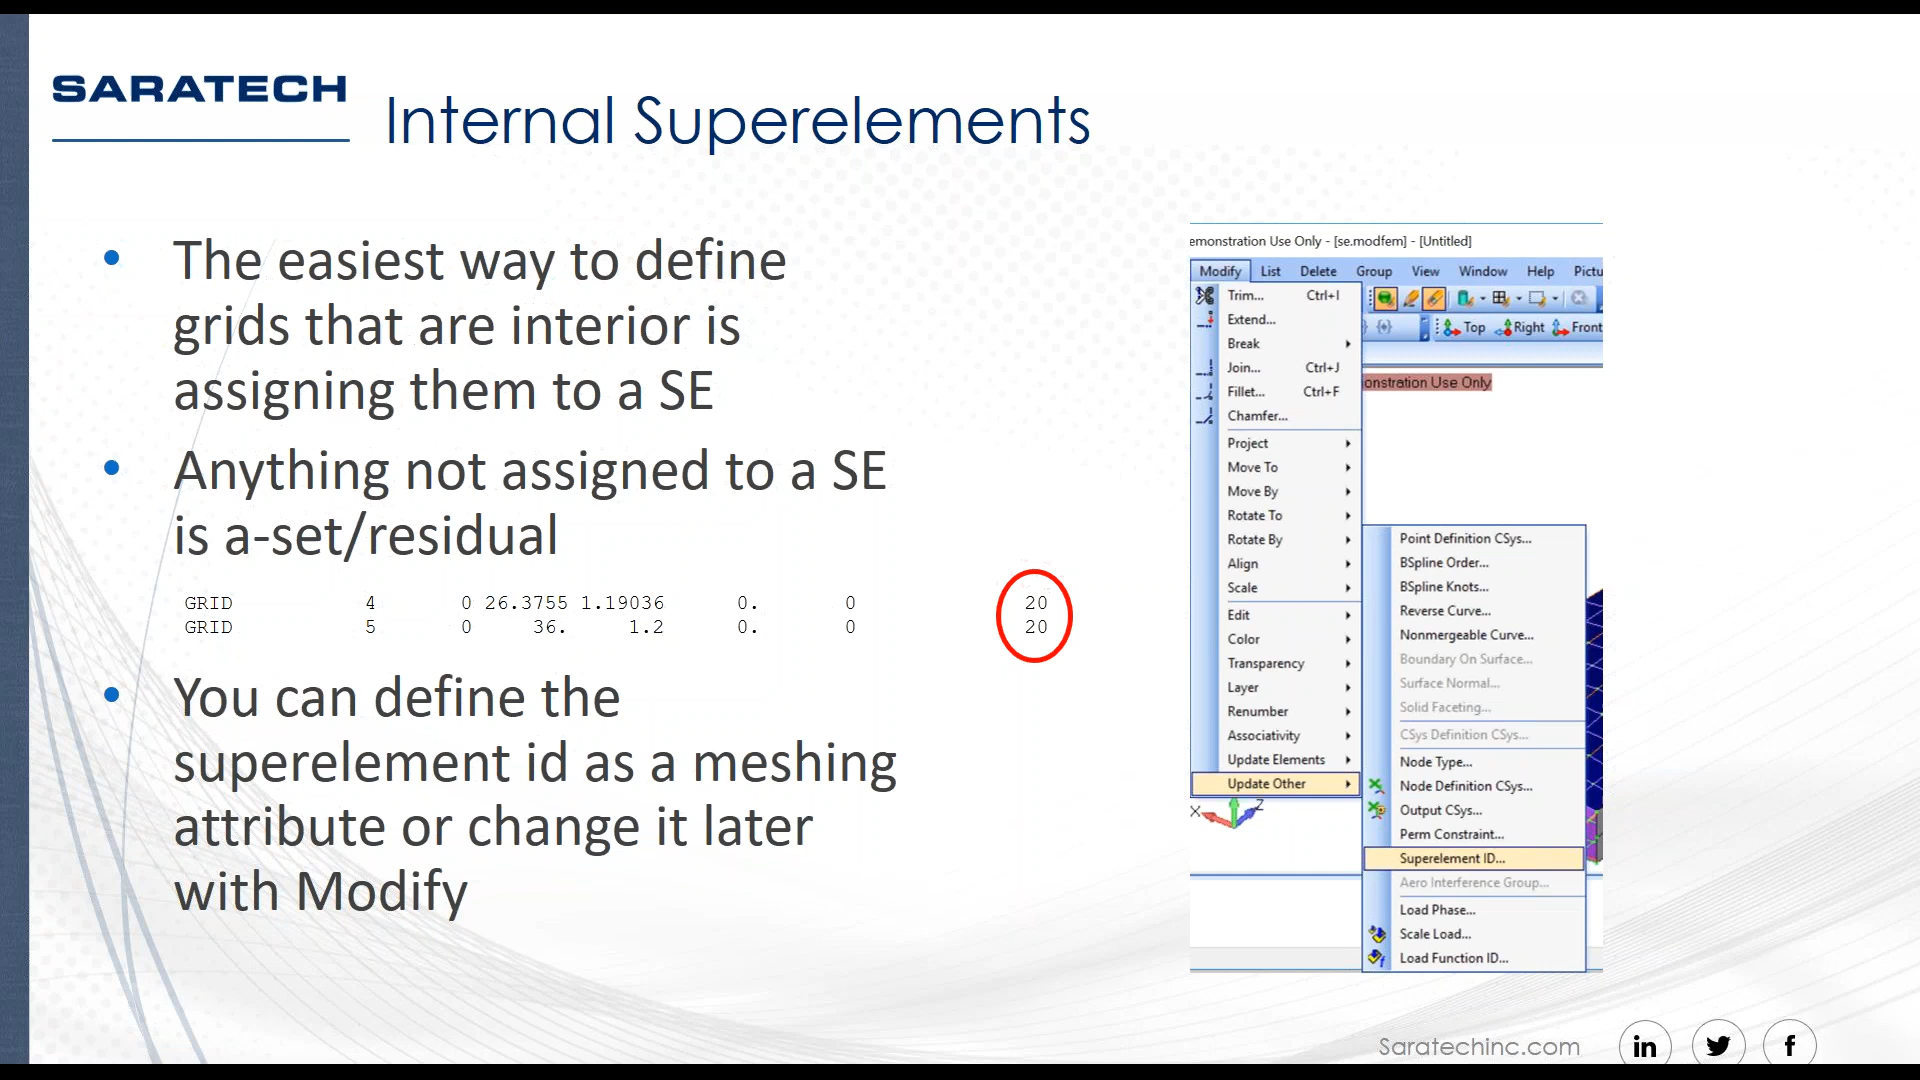 SARATECH
Internal Superelements
The easiest way to define
grids that are interior is
assigning them to a SE
Anything not assigned to a SE
is a-set/residual
GRID 4 0 26.3755 1.19036 0. 0 20
GRID 5 0 36. 1.2 0. 0 20
You can define the
superelement id as a meshing
attribute or change it later
with Modify
emonstration Use Only - [se.modfem] - [Untitled]
Modify List Delete Group View Window Help Pictu
Trim... Ctrl+I
Extend...
Break
Join... Ctrl+J
Fillet... Ctrl+F
Chamfer...
Project
Move To
Move By
Rotate To
Rotate By
Align
Scale
Edit
Color
Transparency
Layer
Renumber
Associativity
Update Elements
Update Other
Top Right Front
onstration Use Only
X Z
Point Definition CSys...
BSpline Order...
BSpline Knots...
Reverse Curve...
Nonmergeable Curve...
Boundary On Surface...
Surface Normal...
Solid Faceting...
CSys Definition CSys...
Node Type...
Node Definition CSys...
Output CSys...
Perm Constraint...
Superelement ID...
Aero Interference Group...
Load Phase...
Scale Load...
Load Function ID...
Saratechinc.com
in
f